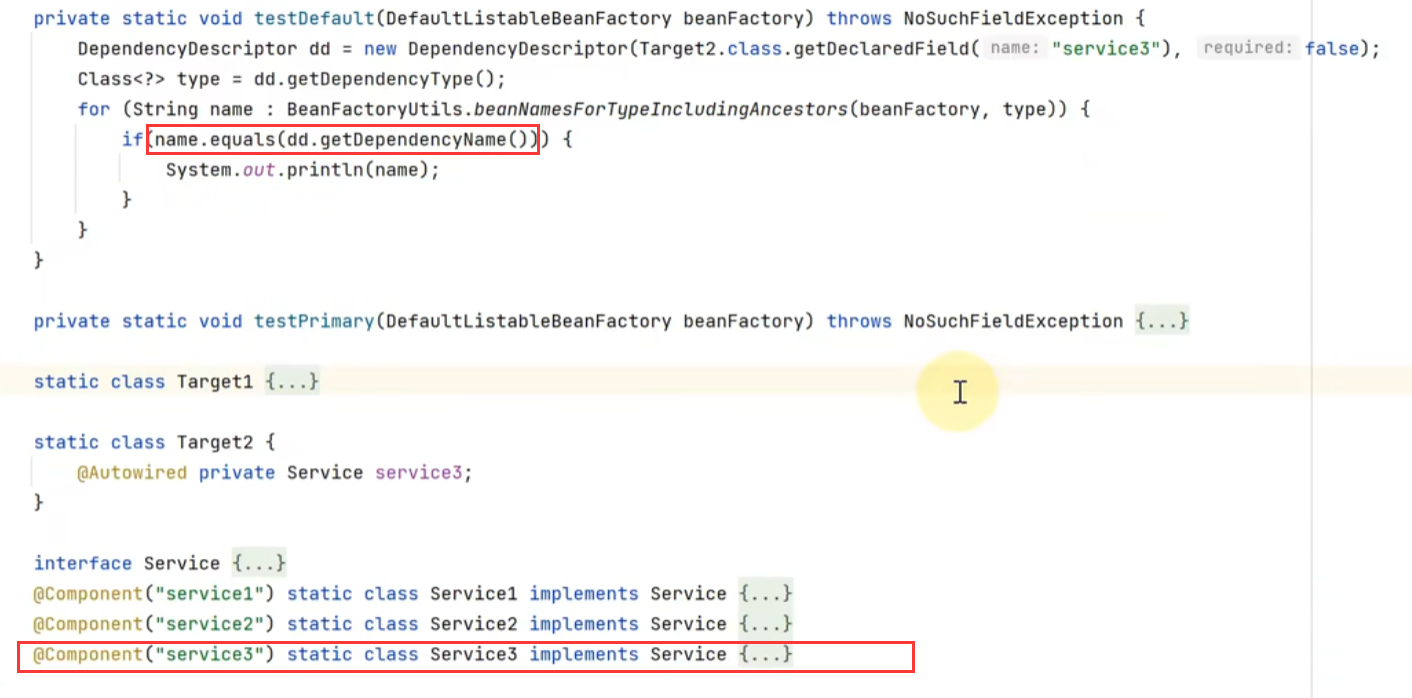 private static void testDefault(DefaultListableBeanFactory beanFactory) throws NoSuchFieldException {
DependencyDescriptor dd = new DependencyDescriptor(Target2.class.getDeclaredField( name: "service3"), required: false);
Class<?> type = dd.getDependencyType();
for (String name : BeanFactoryUtils.beanNamesForTypeIncludingAncestors(beanFactory, type)) {
if(name.equals(dd.getDependencyName())) {
System.out.println(name);
}
}
}
private static void testPrimary(DefaultListableBeanFactory beanFactory) throws NoSuchFieldException {...}
static class Target1 {...}
static class Target2 {
@Autowired private Service service3;
}
interface Service {...}
@Component("service1") static class Service1 implements Service {...}
@Component("service2") static class Service2 implements Service {...}
@Component("service3") static class Service3 implements Service {...}